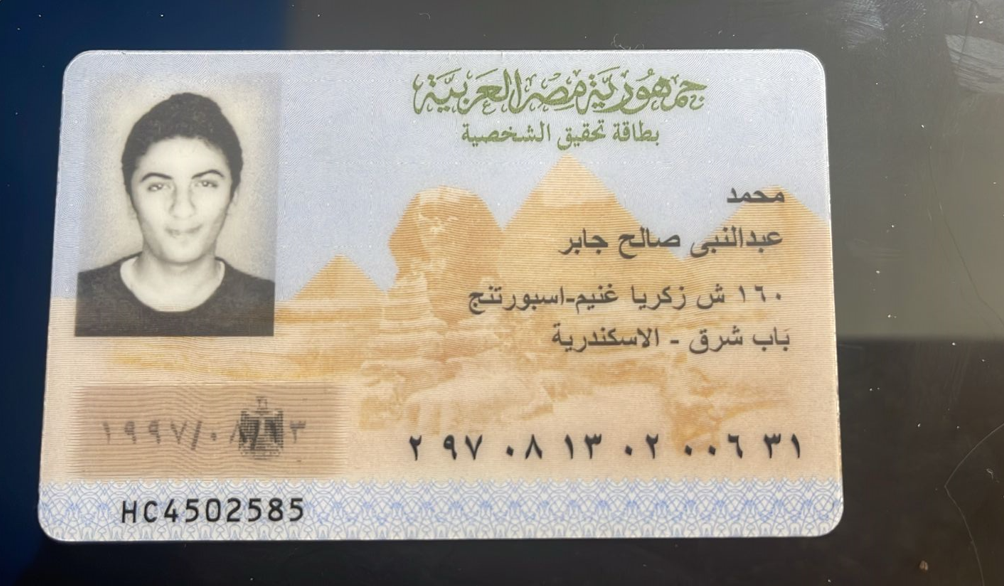 جمهورية مصر العربية
بطاقة تحقيق الشخصية
محمد
عبدالنبى صالح جابر
١٦٠ ش زكريا غنيم-اسبورتنج
باب شرق - الاسكندرية
١٩٩٧/٠٨/١٣
٢ ٩٧ ٠٨ ١٣ ٠٢ ٠٠٦ ٣١
HC4502585